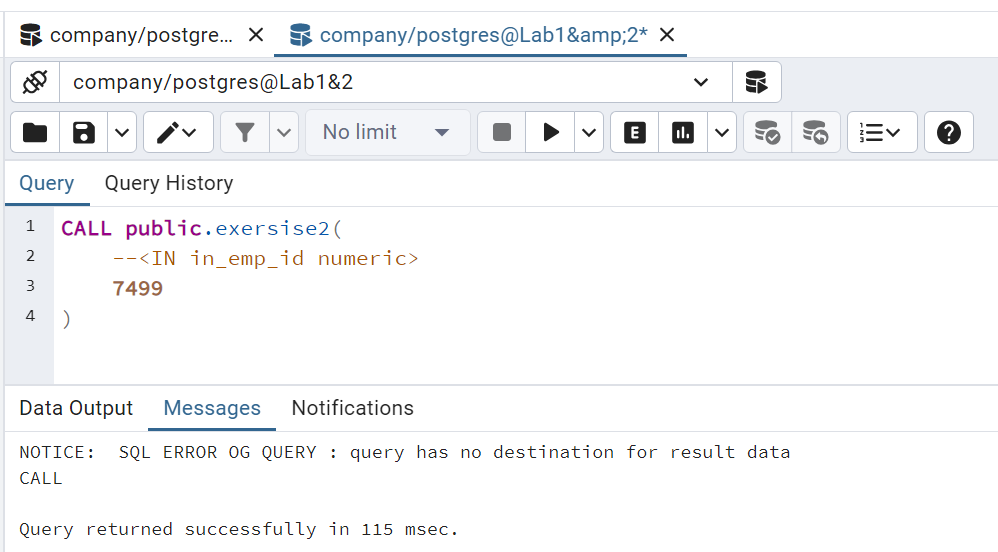 company/postgre... company/postgres@Lab1&amp;2*
company/postgres@Lab1&2
No limit E
Query Query History
1 CALL public.exersise2(
2 --<IN in_emp_id numeric>
3 7499
4 )
Data Output Messages Notifications
NOTICE: SQL ERROR OG QUERY : query has no destination for result data
CALL
Query returned successfully in 115 msec.